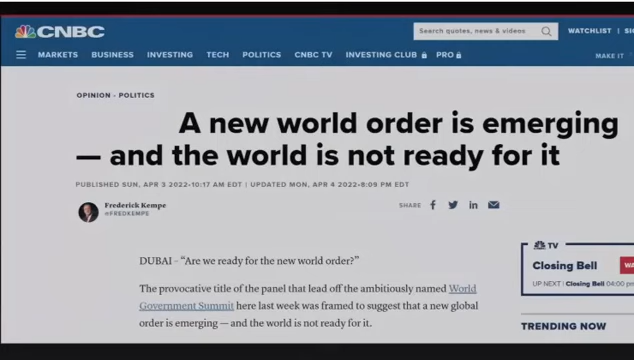 CNBC
Search quotes, news & videos
WATCHLIST
MARKETS BUSINESS INVESTING TECH POLITICS CNBC TV INVESTING CLUB PRO
MAKE IT
OPINION - POLITICS
A new world order is emerging
— and the world is not ready for it
PUBLISHED SUN, APR 3 2022•10:17 AM EDT | UPDATED MON, APR 4 2022•8:09 PM EDT
Frederick Kempe
@FREDKEMPE
SHARE
DUBAI - “Are we ready for the new world order?”
The provocative title of the panel that lead off the ambitiously named World
Government Summit here last week was framed to suggest that a new global
order is emerging — and the world is not ready for it.
TV
Closing Bell
UP NEXT | Closing Bell 04:00 pm
TRENDING NOW